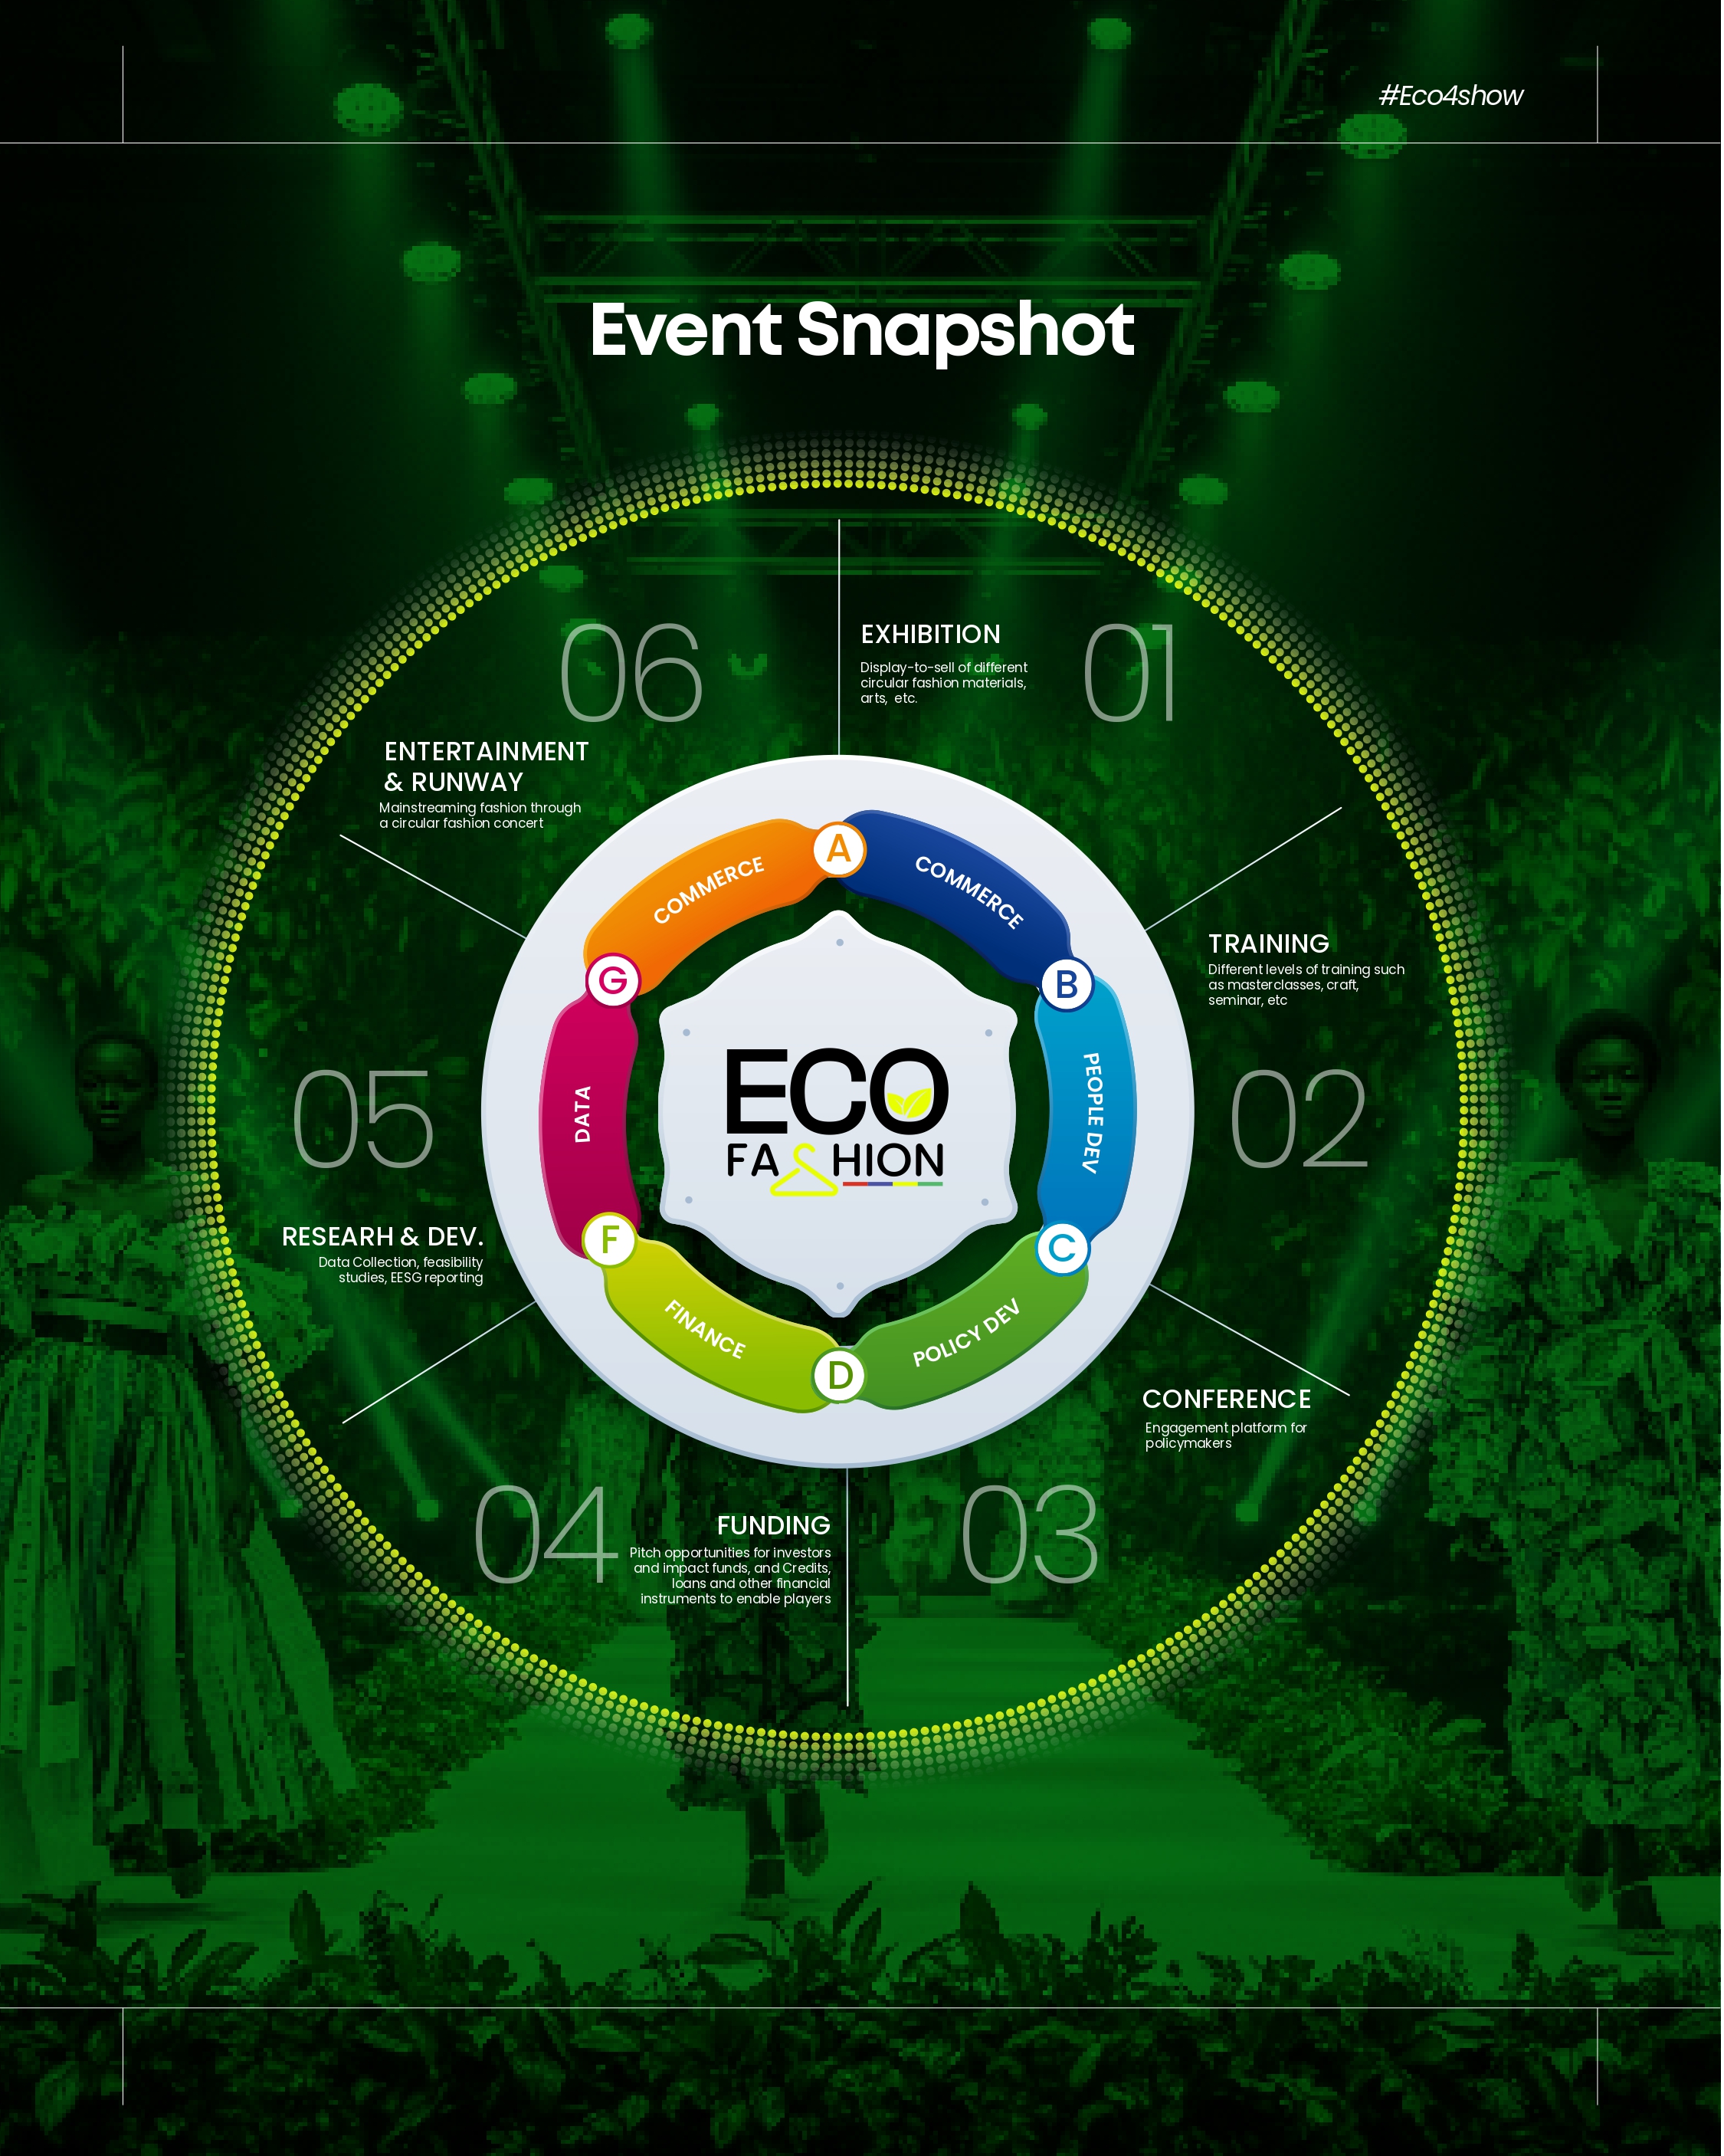 #Eco4show
Event Snapshot
01
EXHIBITION
Display-to-sell of different
circular fashion materials,
arts, etc.
TRAINING
Different levels of training such
as masterclasses, craft,
seminar, etc
02
CONFERENCE
Engagement platform for
policymakers
03
04
FUNDING
Pitch opportunities for investors
and impact funds, and Credits,
loans and other financial
instruments to enable players
05
RESEARH & DEV.
Data Collection, feasibility
studies, EESG reporting
06
ENTERTAINMENT
& RUNWAY
Mainstreaming fashion through
a circular fashion concert
A
COMMERCE
B
PEOPLE DEV
C
POLICY DEV
D
FINANCE
F
DATA
G
COMMERCE
ECO
FASHION